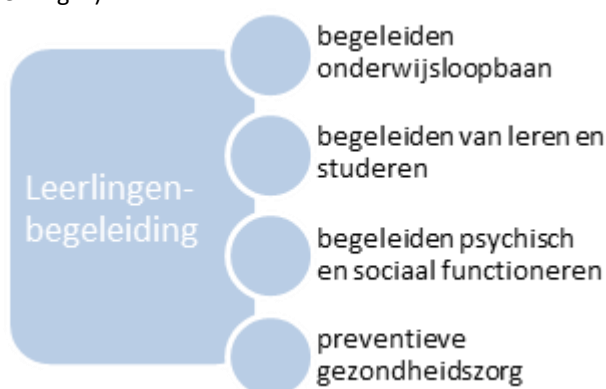 begeleiden
onderwijsloopbaan
begeleiden van leren en
studeren
Leerlingen-
begeleiding
begeleiden psychisch
en sociaal functioneren
preventieve
gezondheidszorg